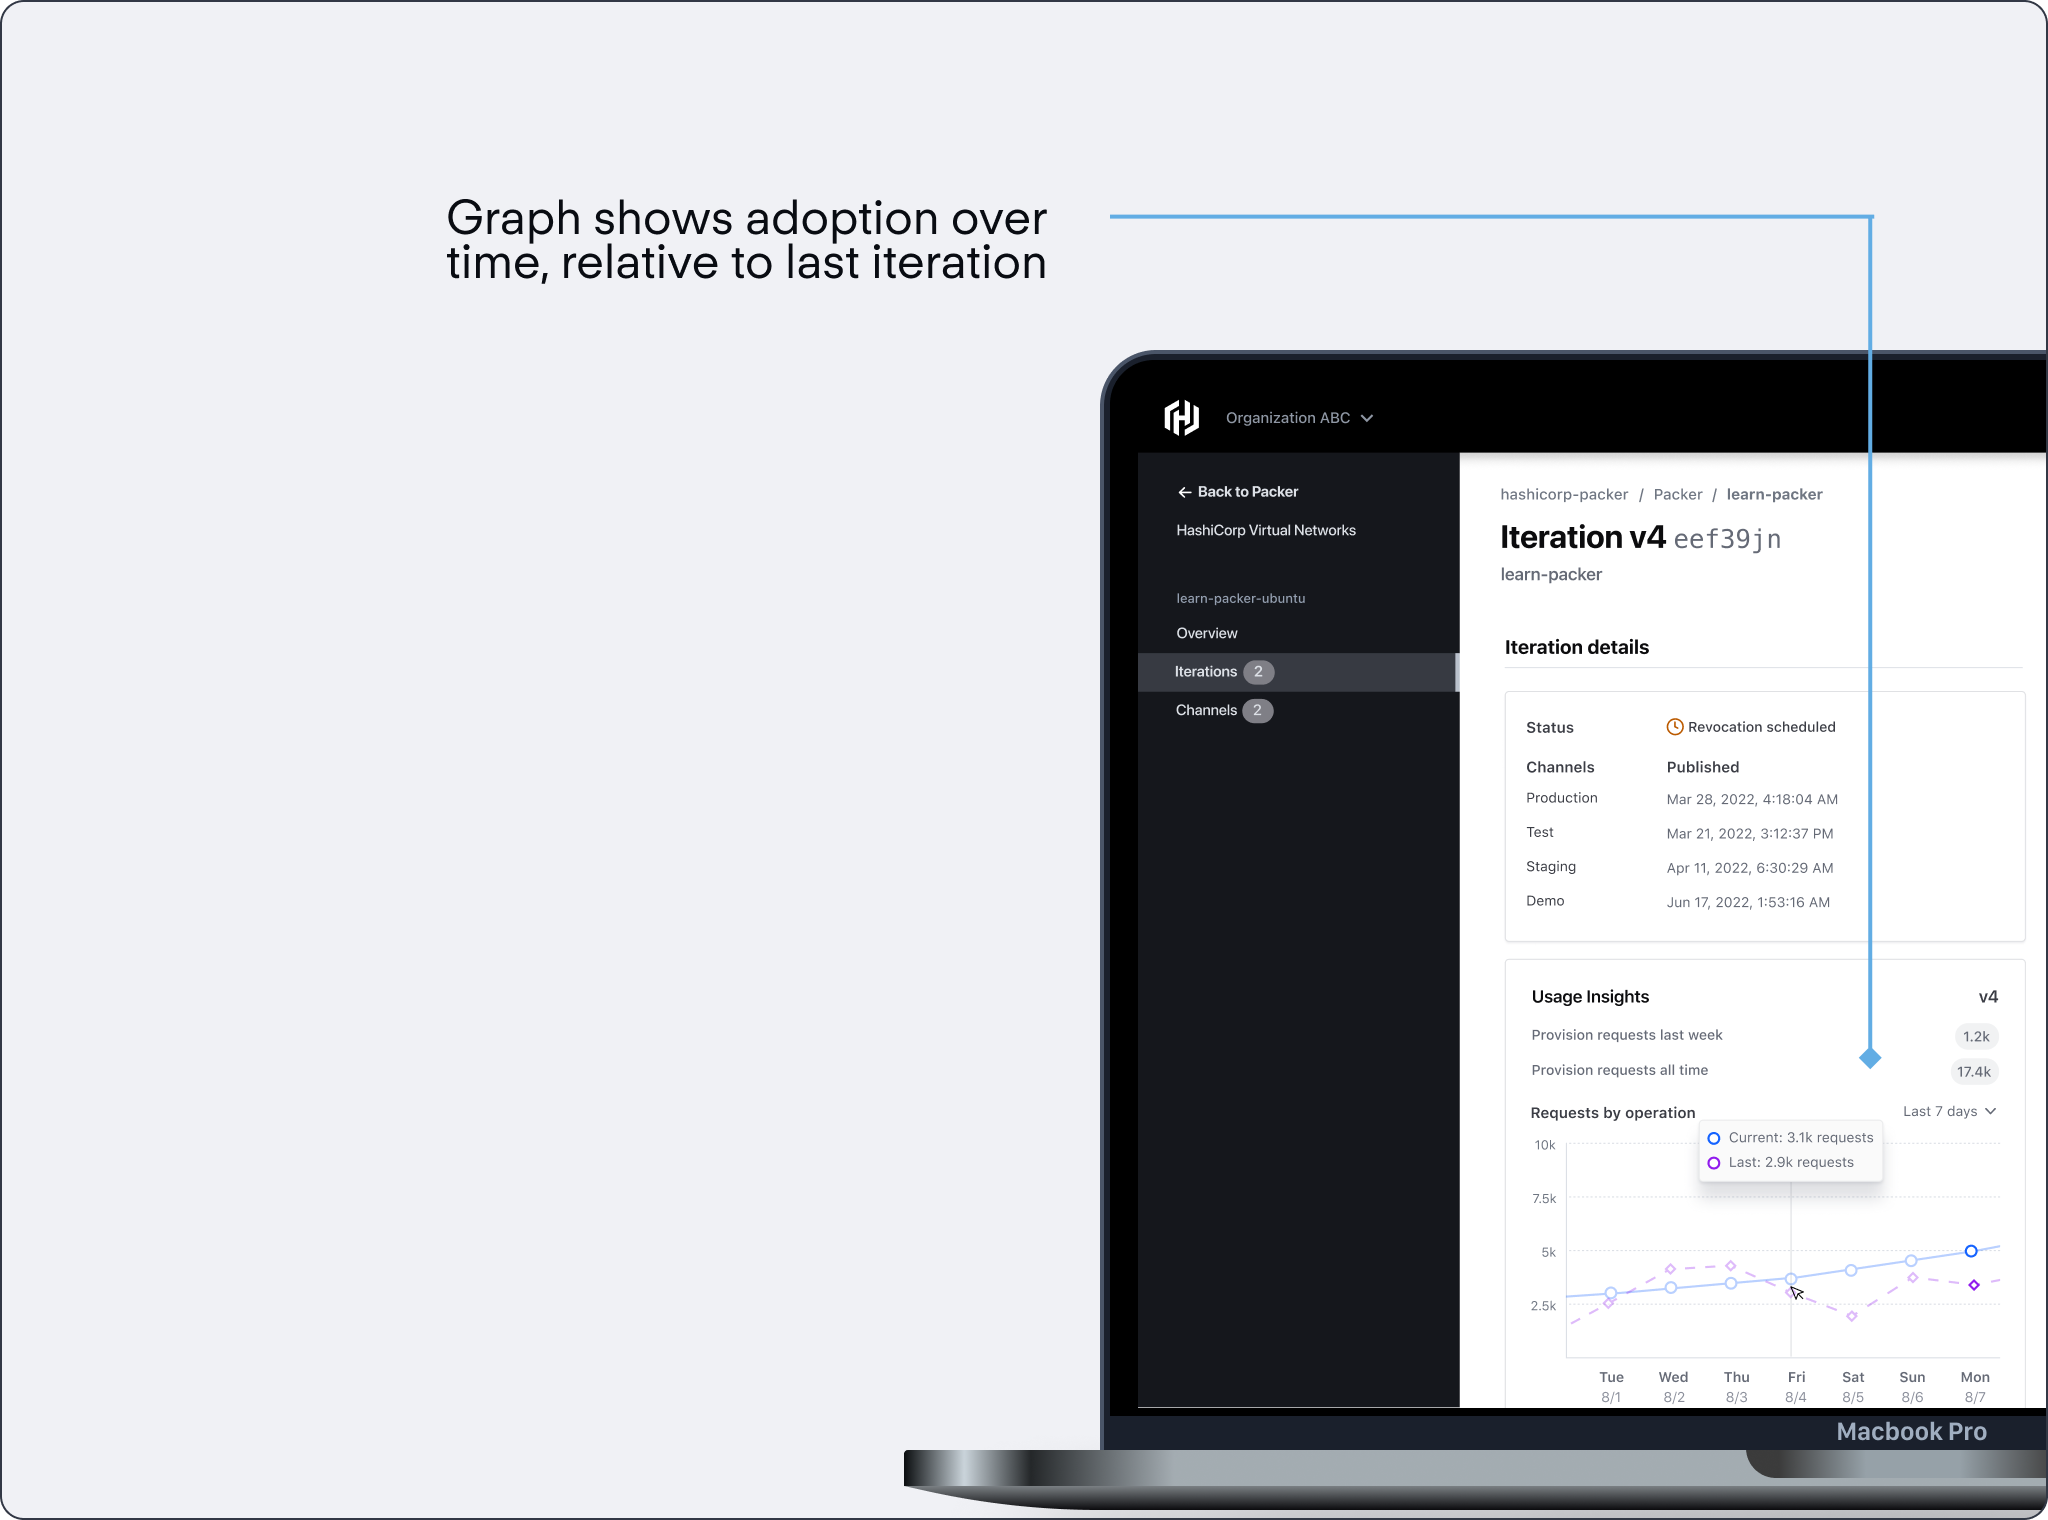 Graph shows adoption over
time, relative to last iteration
Organization ABC
Back to Packer
HashiCorp Virtual Networks
learn-packer-ubuntu
Overview
Iterations 2
Channels 2
hashicorp-packer / Packer / learn-packer
Iteration v4 eef39jn
learn-packer
Iteration details
Status Revocation scheduled
Channels Published
Production Mar 28, 2022, 4:18:04 AM
Test Mar 21, 2022, 3:12:37 PM
Staging Apr 11, 2022, 6:30:29 AM
Demo Jun 17, 2022, 1:53:16 AM
Usage Insights v4
Provision requests last week 1.2k
Provision requests all time 17.4k
Requests by operation Last 7 days
Current: 3.1k requests
Last: 2.9k requests
10k
7.5k
5k
2.5k
Tue Wed Thu Fri Sat Sun Mon
8/1 8/2 8/3 8/4 8/5 8/6 8/7
Macbook Pro